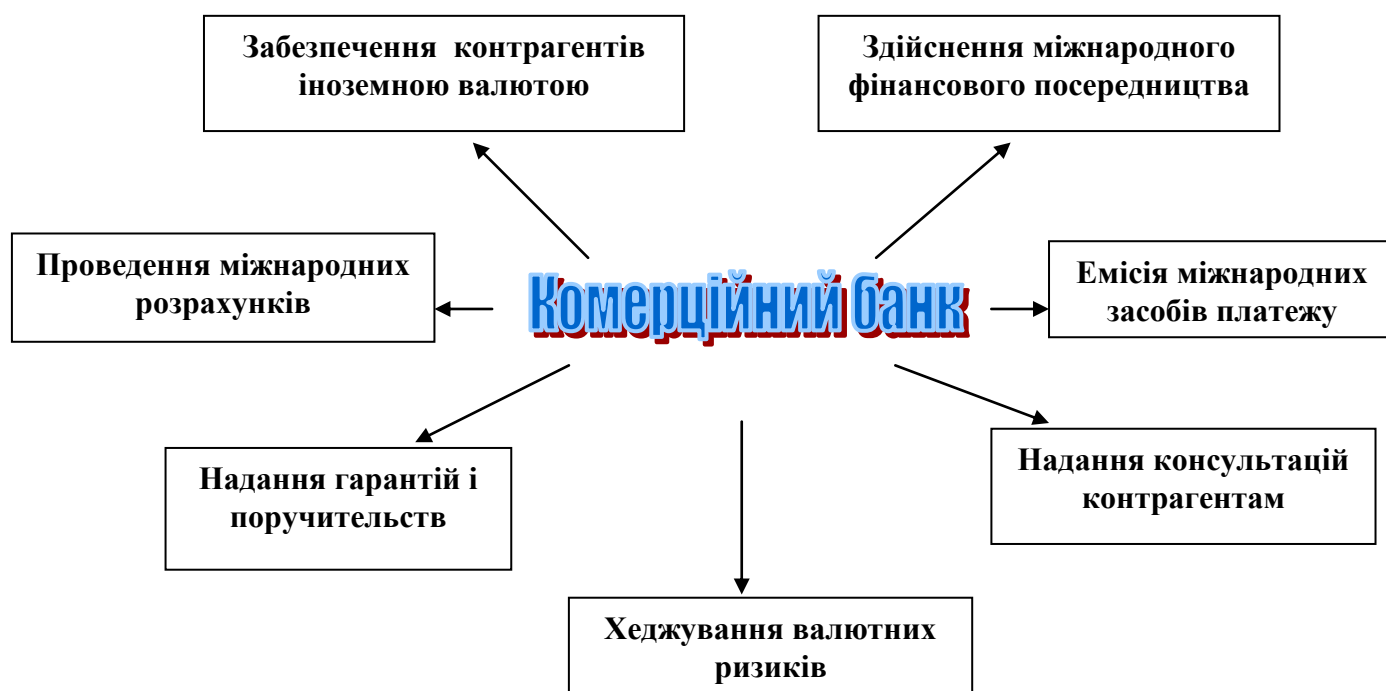 Забезпечення контрагентів
іноземною валютою
Здійснення міжнародного
фінансового посередництва
Проведення міжнародних
розрахунків
Комерційний банк
Емісія міжнародних
засобів платежу
Надання гарантій і
поручительств
Надання консультацій
контрагентам
Хеджування валютних
ризиків